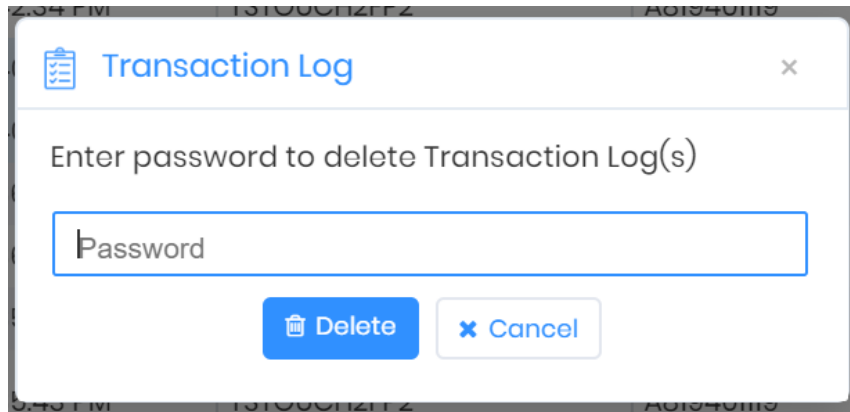 Transaction Log
×
Enter password to delete Transaction Log(s)
Password
Delete
Cancel